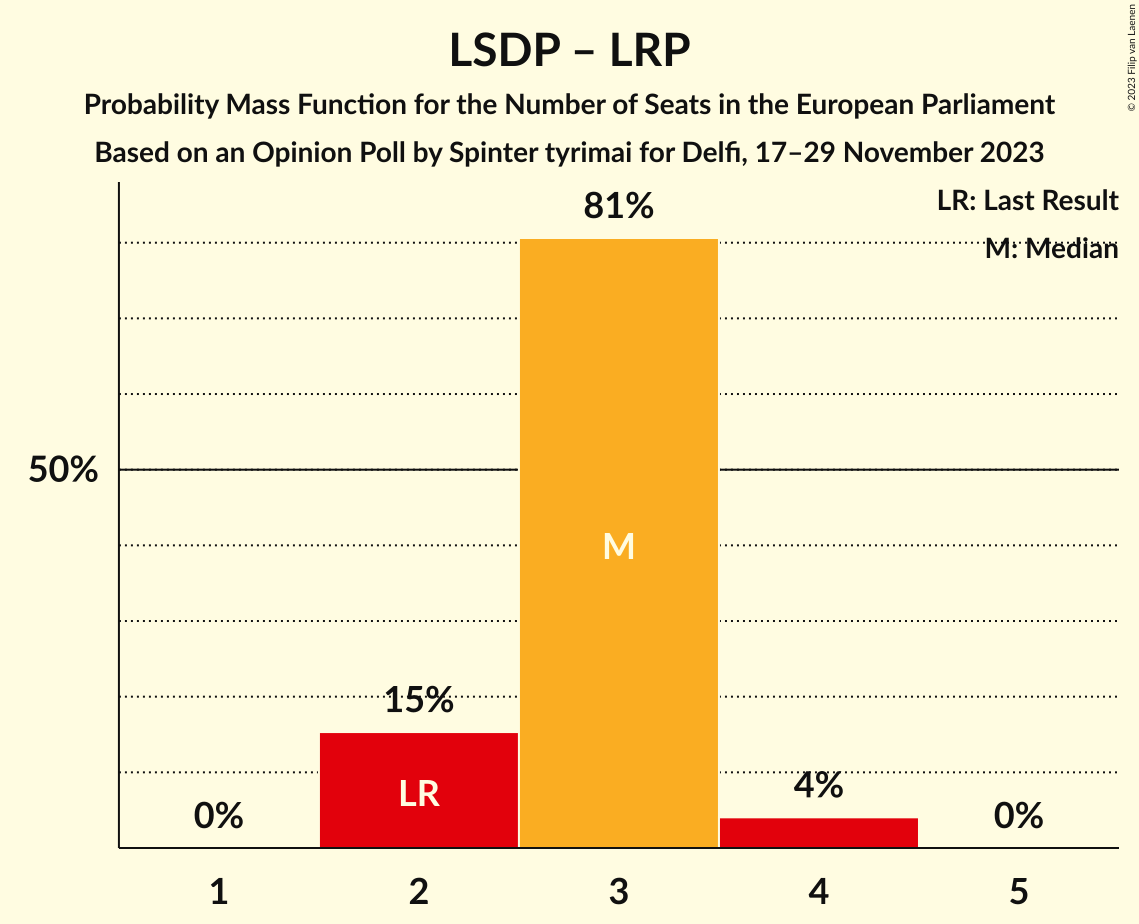 LSDP – LRP
Probability Mass Function for the Number of Seats in the European Parliament
Based on an Opinion Poll by Spinter tyrimai for Delfi, 17–29 November 2023
© 2023 Filip van Laenen
LR: Last Result
M: Median
81%
50%
M
15%
LR
4%
0%
0%
1
2
3
4
5